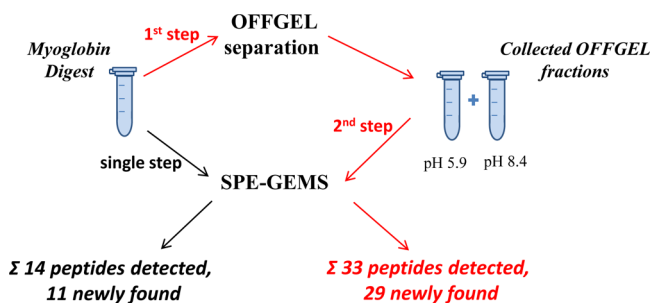 1st step
OFFGEL
separation
Myoglobin
Digest
Collected OFFGEL
fractions
+
2nd step
pH 5.9 pH 8.4
single step
SPE-GEMS
Σ 14 peptides detected,
11 newly found
Σ 33 peptides detected,
29 newly found